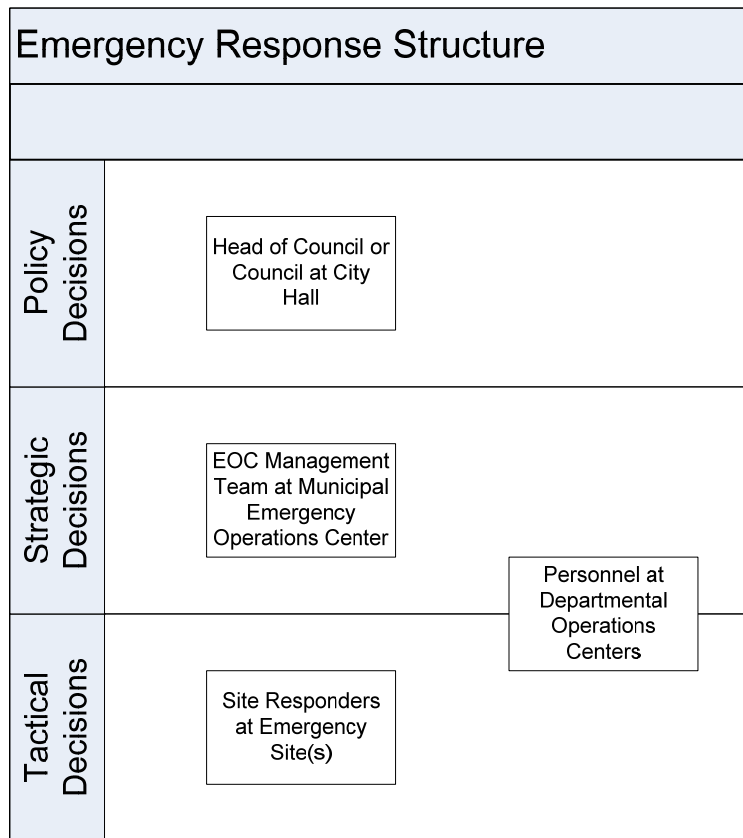 Emergency Response Structure
Policy
Decisions
Head of Council or
Council at City
Hall
Strategic
Decisions
EOC Management
Team at Municipal
Emergency
Operations Center
Personnel at
Departmental
Operations
Centers
Tactical
Decisions
Site Responders
at Emergency
Site(s)